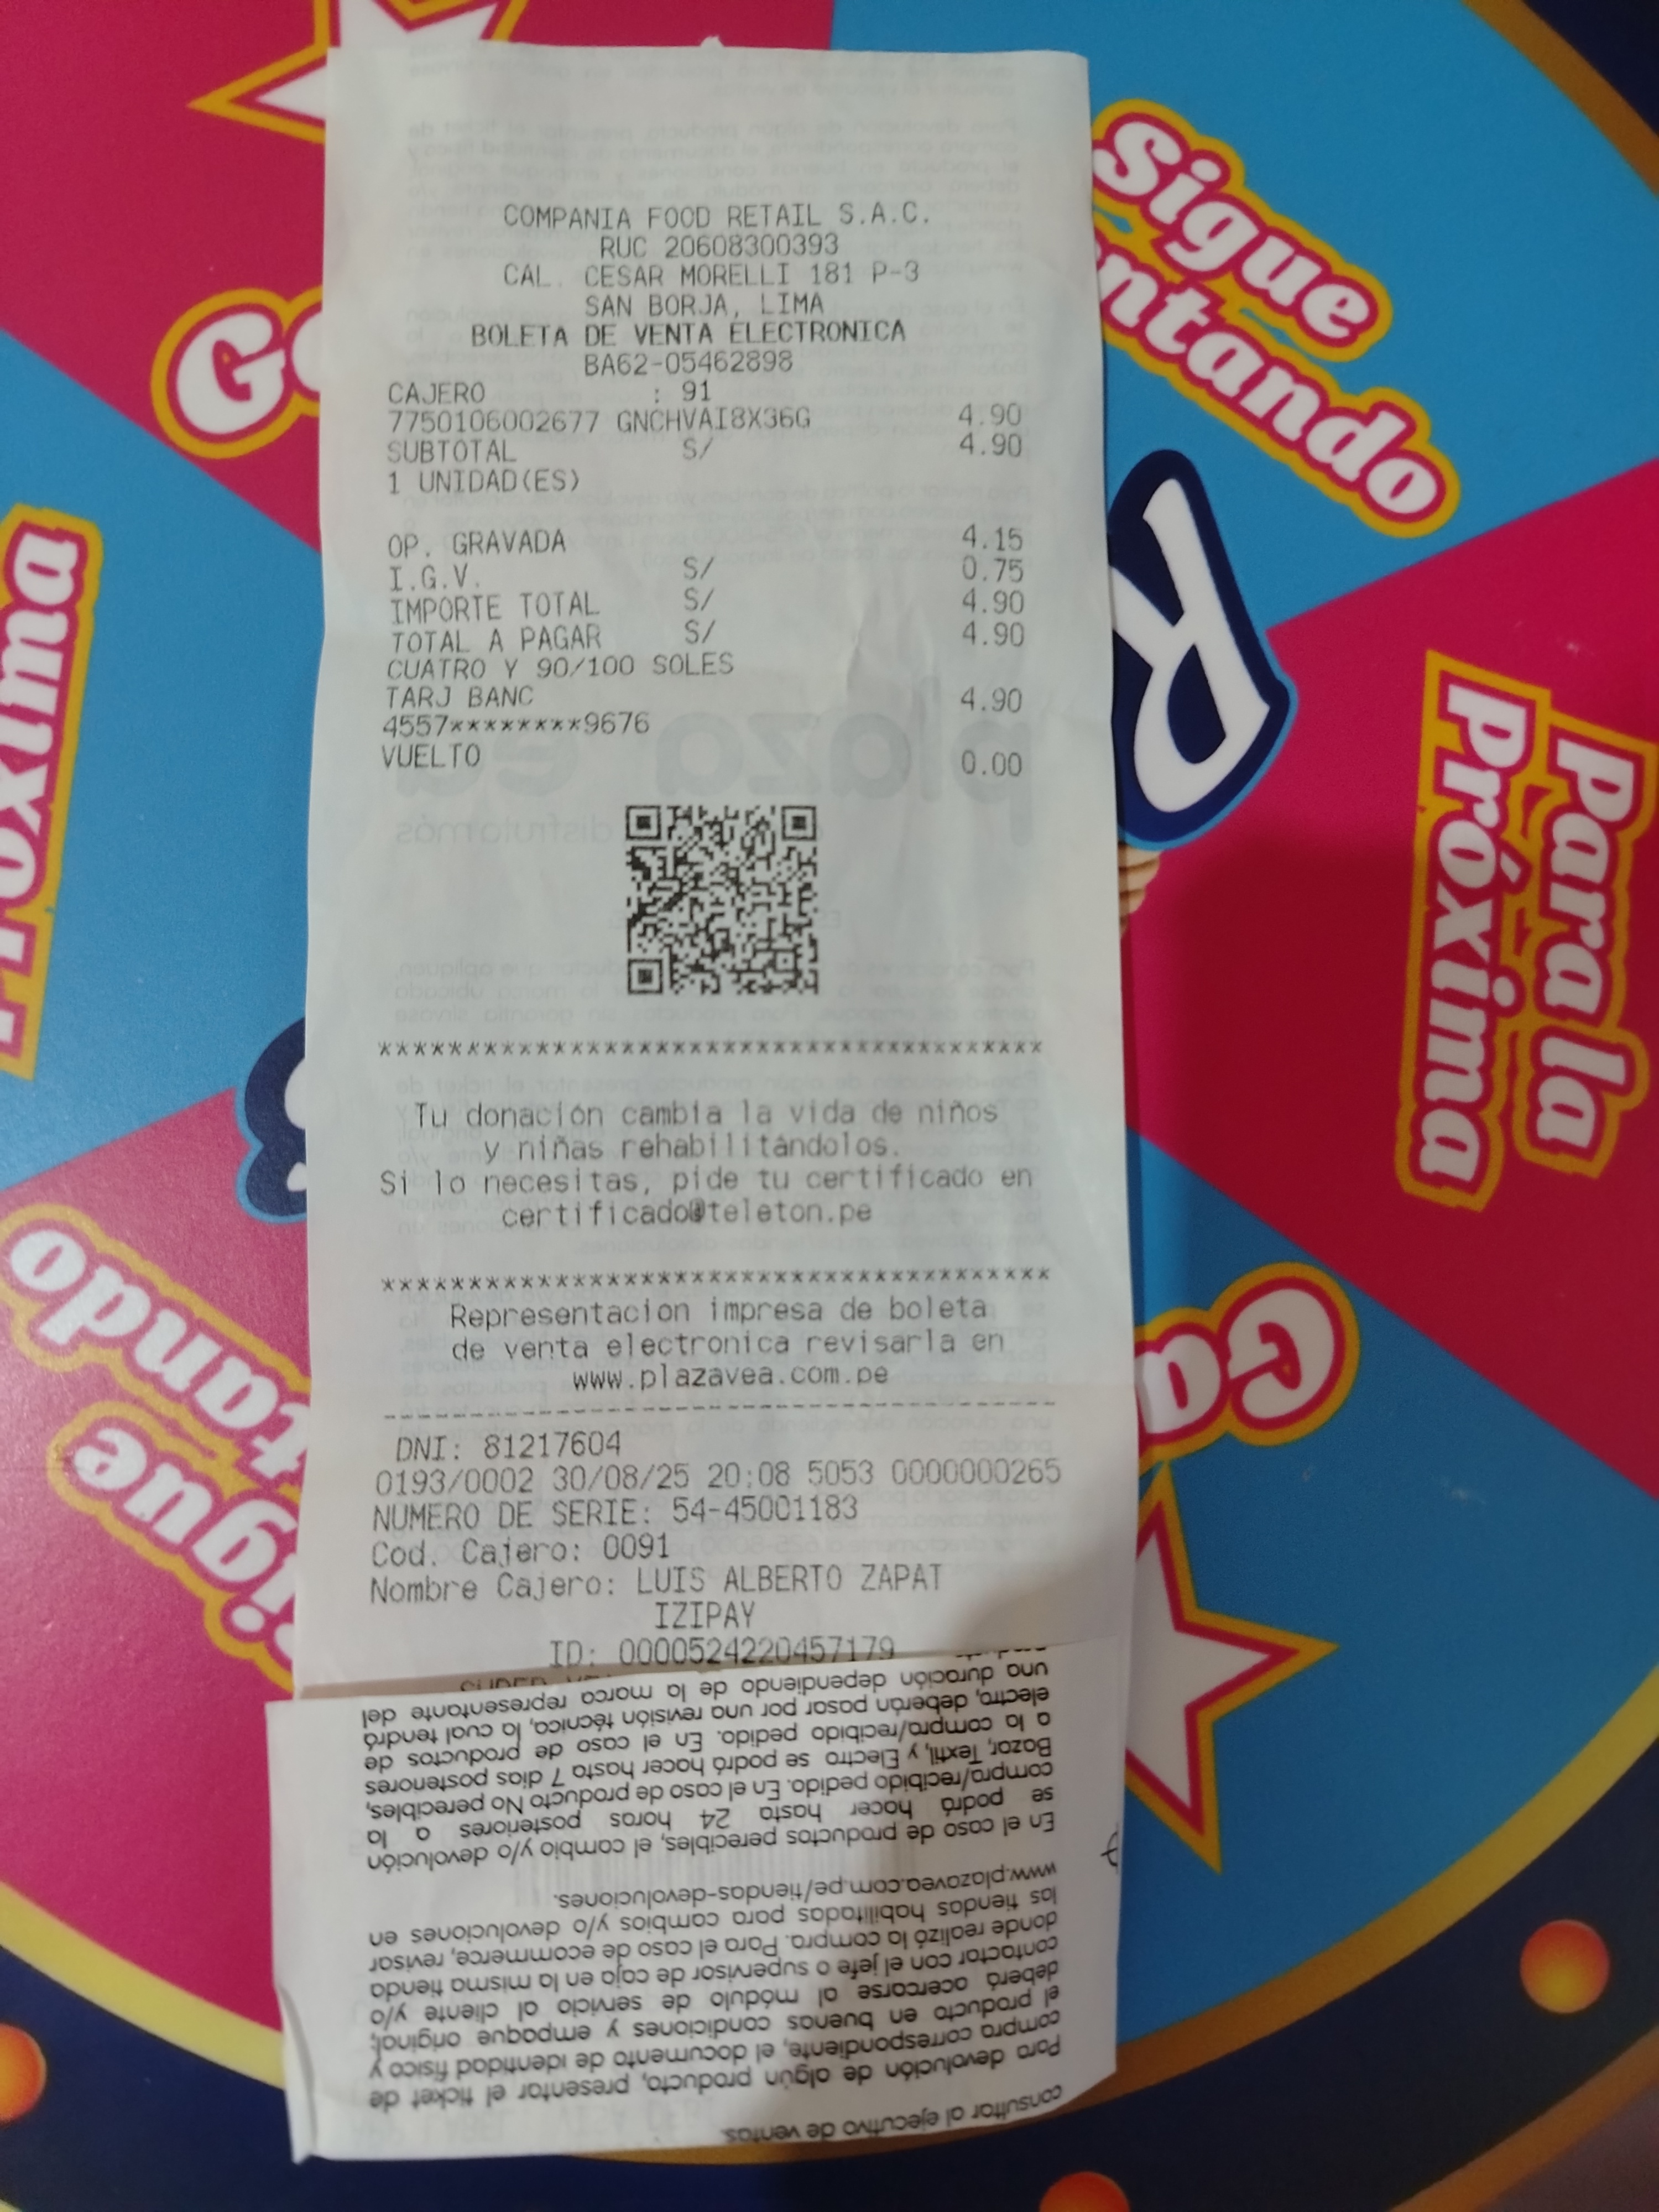 COMPANIA FOOD RETAIL S.A.C.
RUC 20608300393
CAL. CESAR MORELLI 181 P-3
SAN BORJA, LIMA
BOLETA DE VENTA ELECTRONICA
BA62-05462898
CAJERO : 91
7750106002677 GNCHVAI8X36G 4.90
SUBTOTAL S/ 4.90
1 UNIDAD(ES)
OP. GRAVADA 4.15
I.G.V. S/ 0.75
IMPORTE TOTAL S/ 4.90
TOTAL A PAGAR S/ 4.90
CUATRO Y 90/100 SOLES
TARJ BANC 4.90
4557********9676
VUELTO 0.00
*****************************************
Tu donación cambia la vida de niños
y niñas rehabilitándolos.
Si lo necesitas, pide tu certificado en
certificado@teleton.pe
*****************************************
Representacion impresa de boleta
de venta electronica revisarla en
www.plazavea.com.pe
-----------------------------------------
DNI: 81217604
0193/0002 30/08/25 20:08 5053 0000000265
NUMERO DE SERIE: 54-45001183
Cod. Cajero: 0091
Nombre Cajero: LUIS ALBERTO ZAPAT
IZIPAY
ID: 0000524220457179
consultar al ejecutivo de ventas.
Para devolución de algún producto, presentar el ticket de
compra correspondiente, el documento de identidad físico y
el producto en buenas condiciones y empaque original;
deberá acercarse al módulo de servicio al cliente y/o
contactar con el jefe o supervisor de caja en la misma tienda
donde realizó la compra. Para el caso de ecommerce, revisar
las tiendas habilitadas para cambios y/o devoluciones en
www.plazavea.com.pe/tiendas-devoluciones.
En el caso de productos perecibles, el cambio y/o devolución
se podrá hacer hasta 24 horas posteriores a la
compra/recibido pedido. En el caso de producto No perecibles,
Bazar, Textil, y Electro se podrá hacer hasta 7 días posteriores
a la compra/recibido pedido. En el caso de productos de
electro, deberán pasar por una revisión técnica, la cual tendrá
una duración dependiendo de la marca representante del
Sigue
ntando
Para la
Próxima
Ga
Sigue
ntando
róxima
G
R